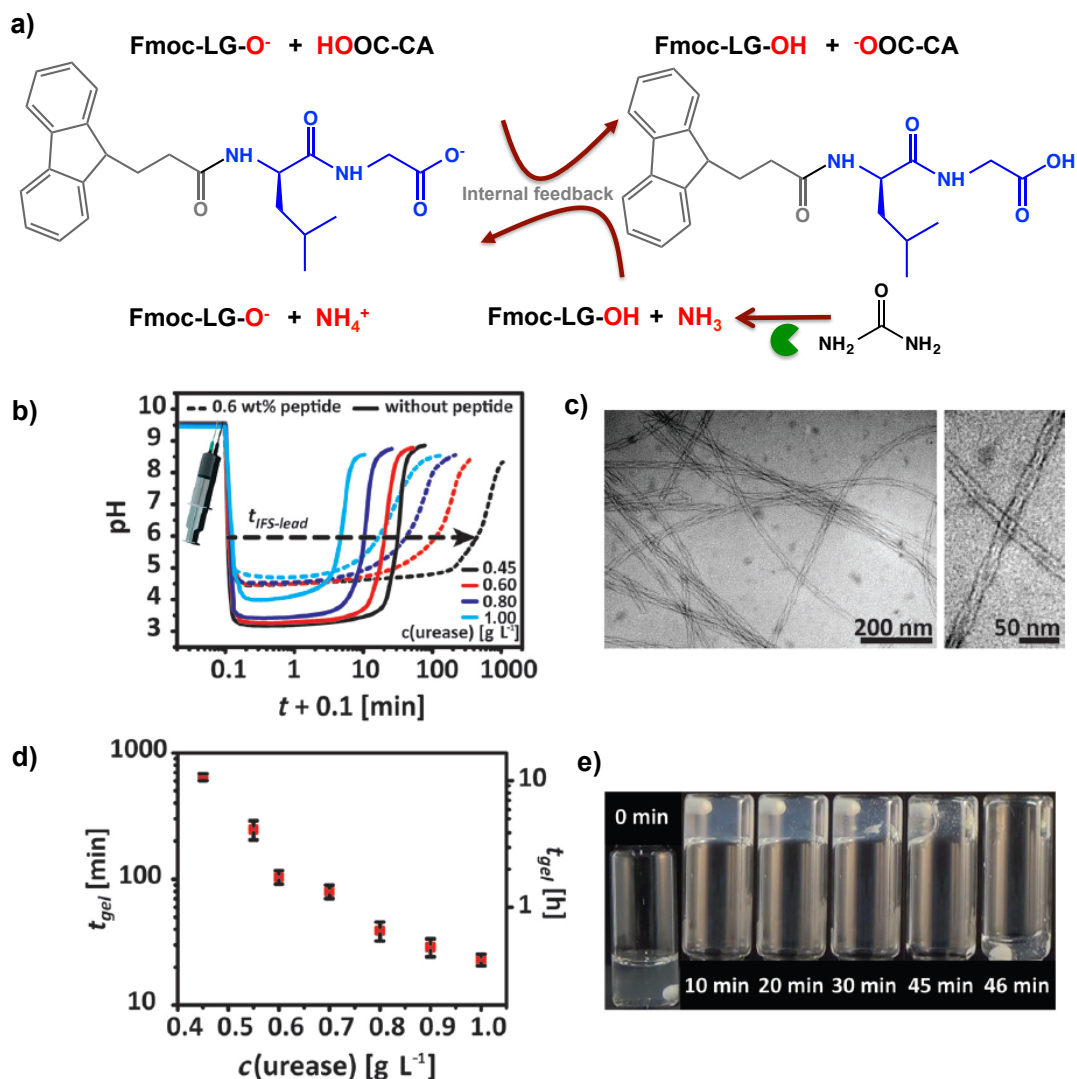 a)
Fmoc-LG-O⁻ + HOOC-CA
Fmoc-LG-OH + ⁻OOC-CA
O
NH
O
NH
O
O⁻
Internal feedback
O
NH
O
NH
O
OH
Fmoc-LG-O⁻ + NH₄⁺
Fmoc-LG-OH + NH₃
O
NH₂
NH₂
b)
10
9
8
7
6
5
4
3
pH
0.6 wt% peptide
without peptide
t_IFS-lead
0.45
0.60
0.80
1.00
c(urease) [g L⁻¹]
0.1 1 10 100 1000
t + 0.1 [min]
c)
200 nm
50 nm
d)
1000
100
10
t_gel [min]
10
1
t_gel [h]
0.4 0.5 0.6 0.7 0.8 0.9 1.0
c(urease) [g L⁻¹]
e)
0 min
10 min
20 min
30 min
45 min
46 min